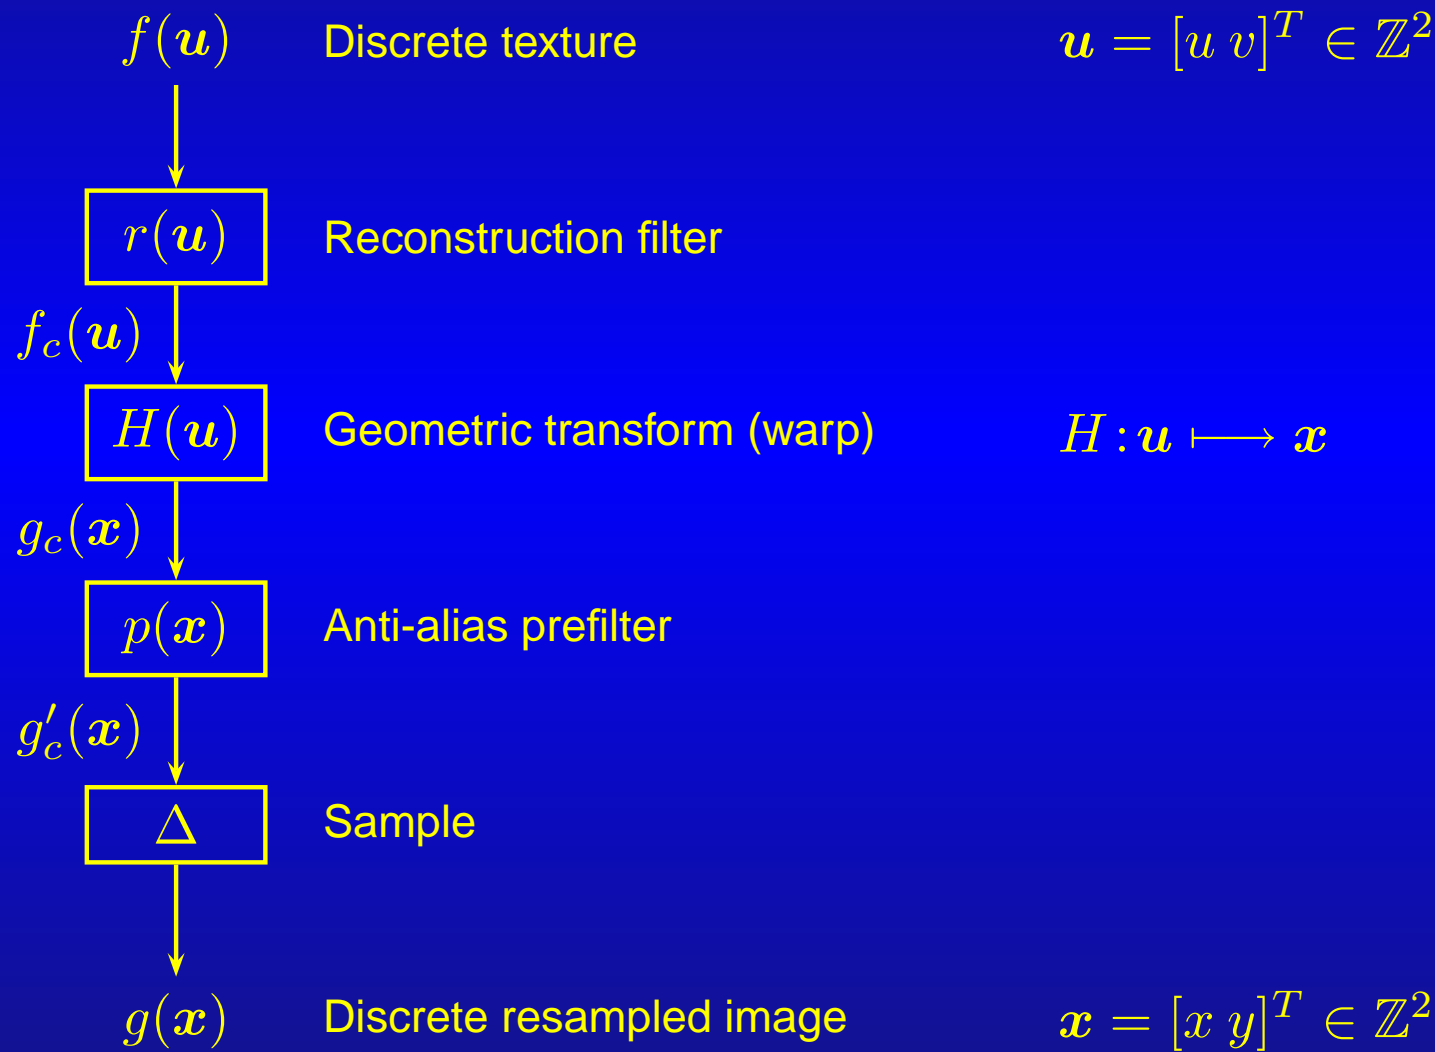 f(u) Discrete texture u = [u v]^T ∈ ℤ^2
r(u) Reconstruction filter
f_c(u)
H(u) Geometric transform (warp) H : u ⟼ x
g_c(x)
p(x) Anti-alias prefilter
g′_c(x)
Δ Sample
g(x) Discrete resampled image x = [x y]^T ∈ ℤ^2